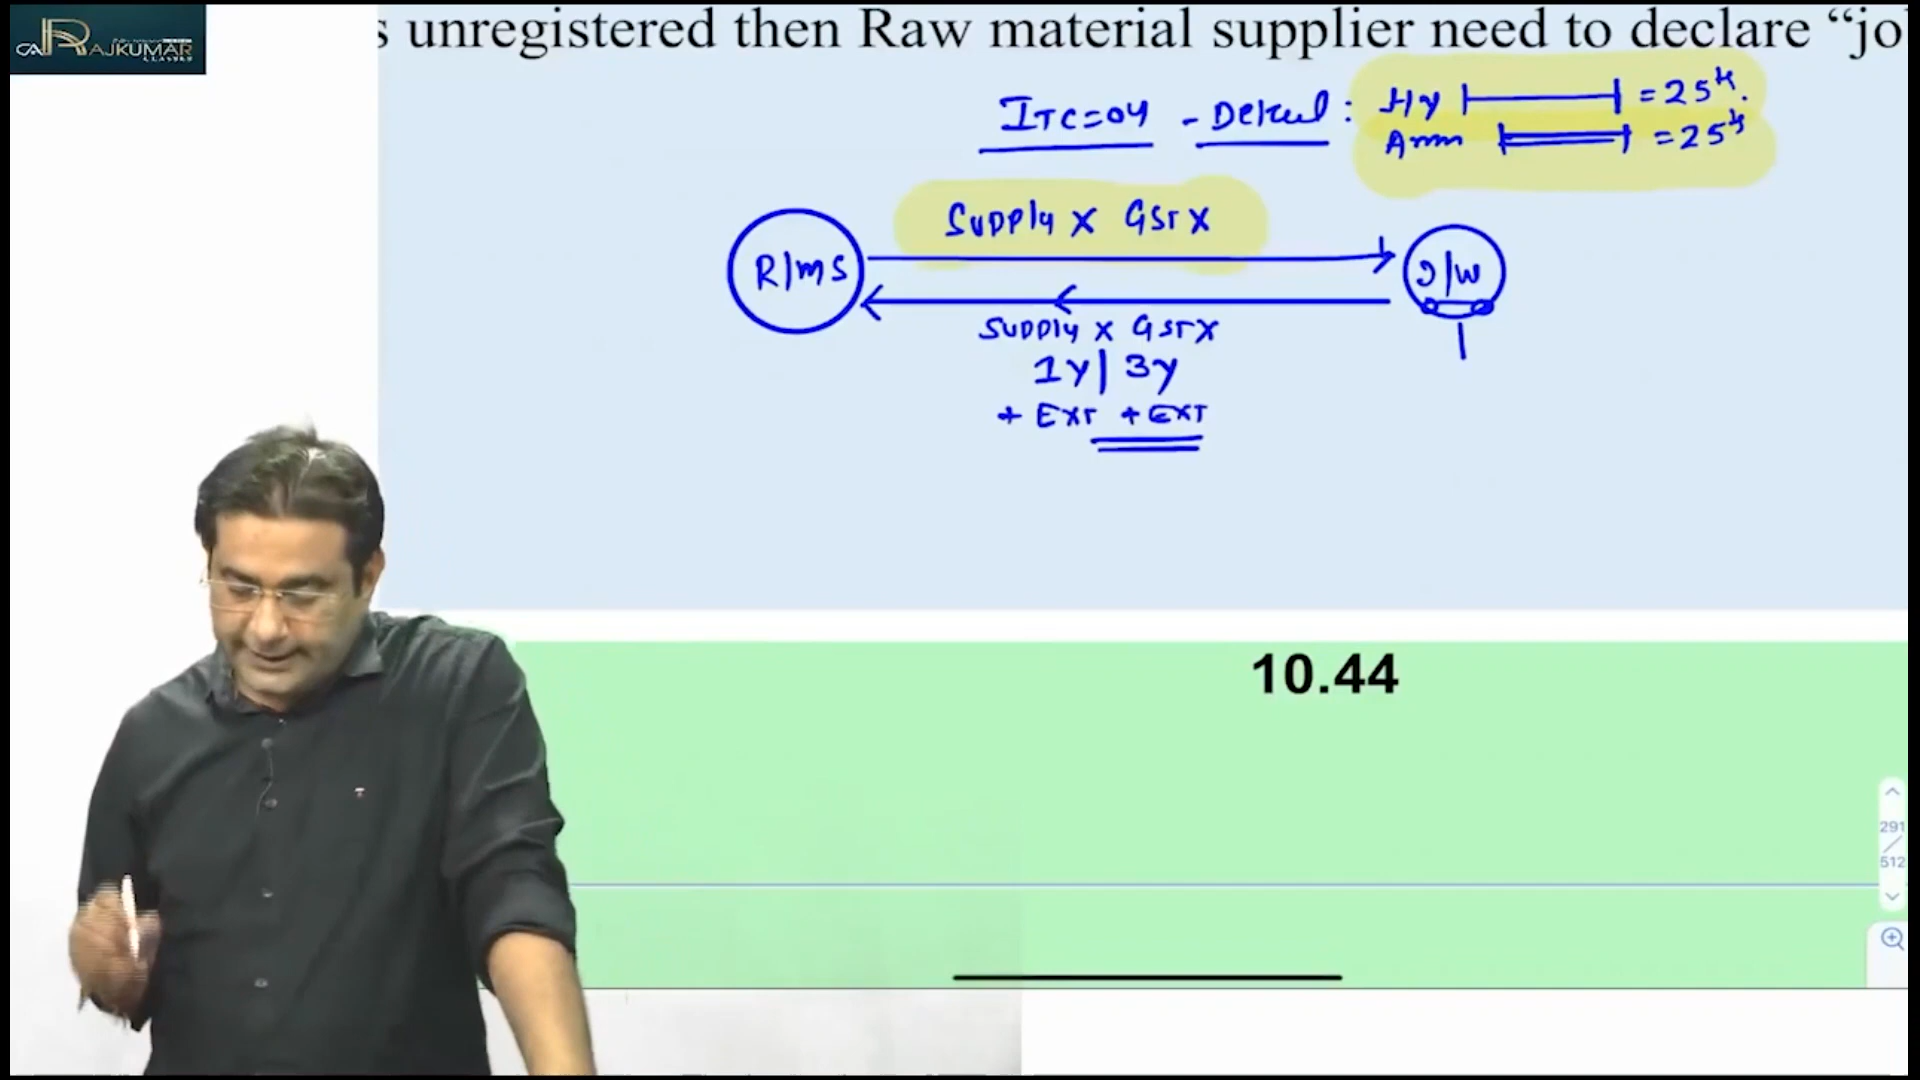 CA RAJKUMAR
CLASSES
s unregistered then Raw material supplier need to declare “jo
ITC=04 - Detail : Hy = 25th.
Ann = 25th
Supply x GST x
R/MS
J/W
Supply x GST x
1Y | 3Y
+ EXT + EXT
10.44
291
/
512